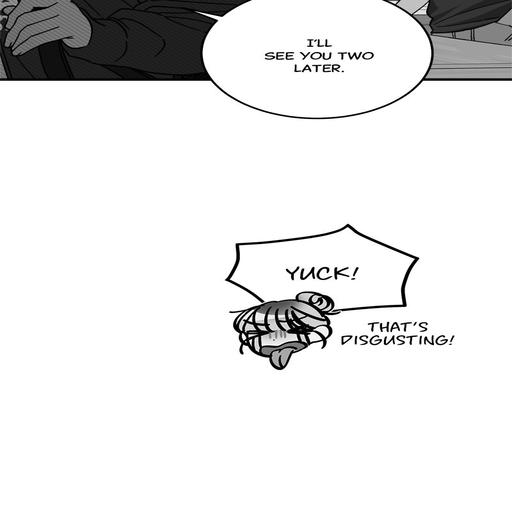 I'LL
SEE YOU TWO
LATER.
YUCK!
THAT'S
DISGUSTING!